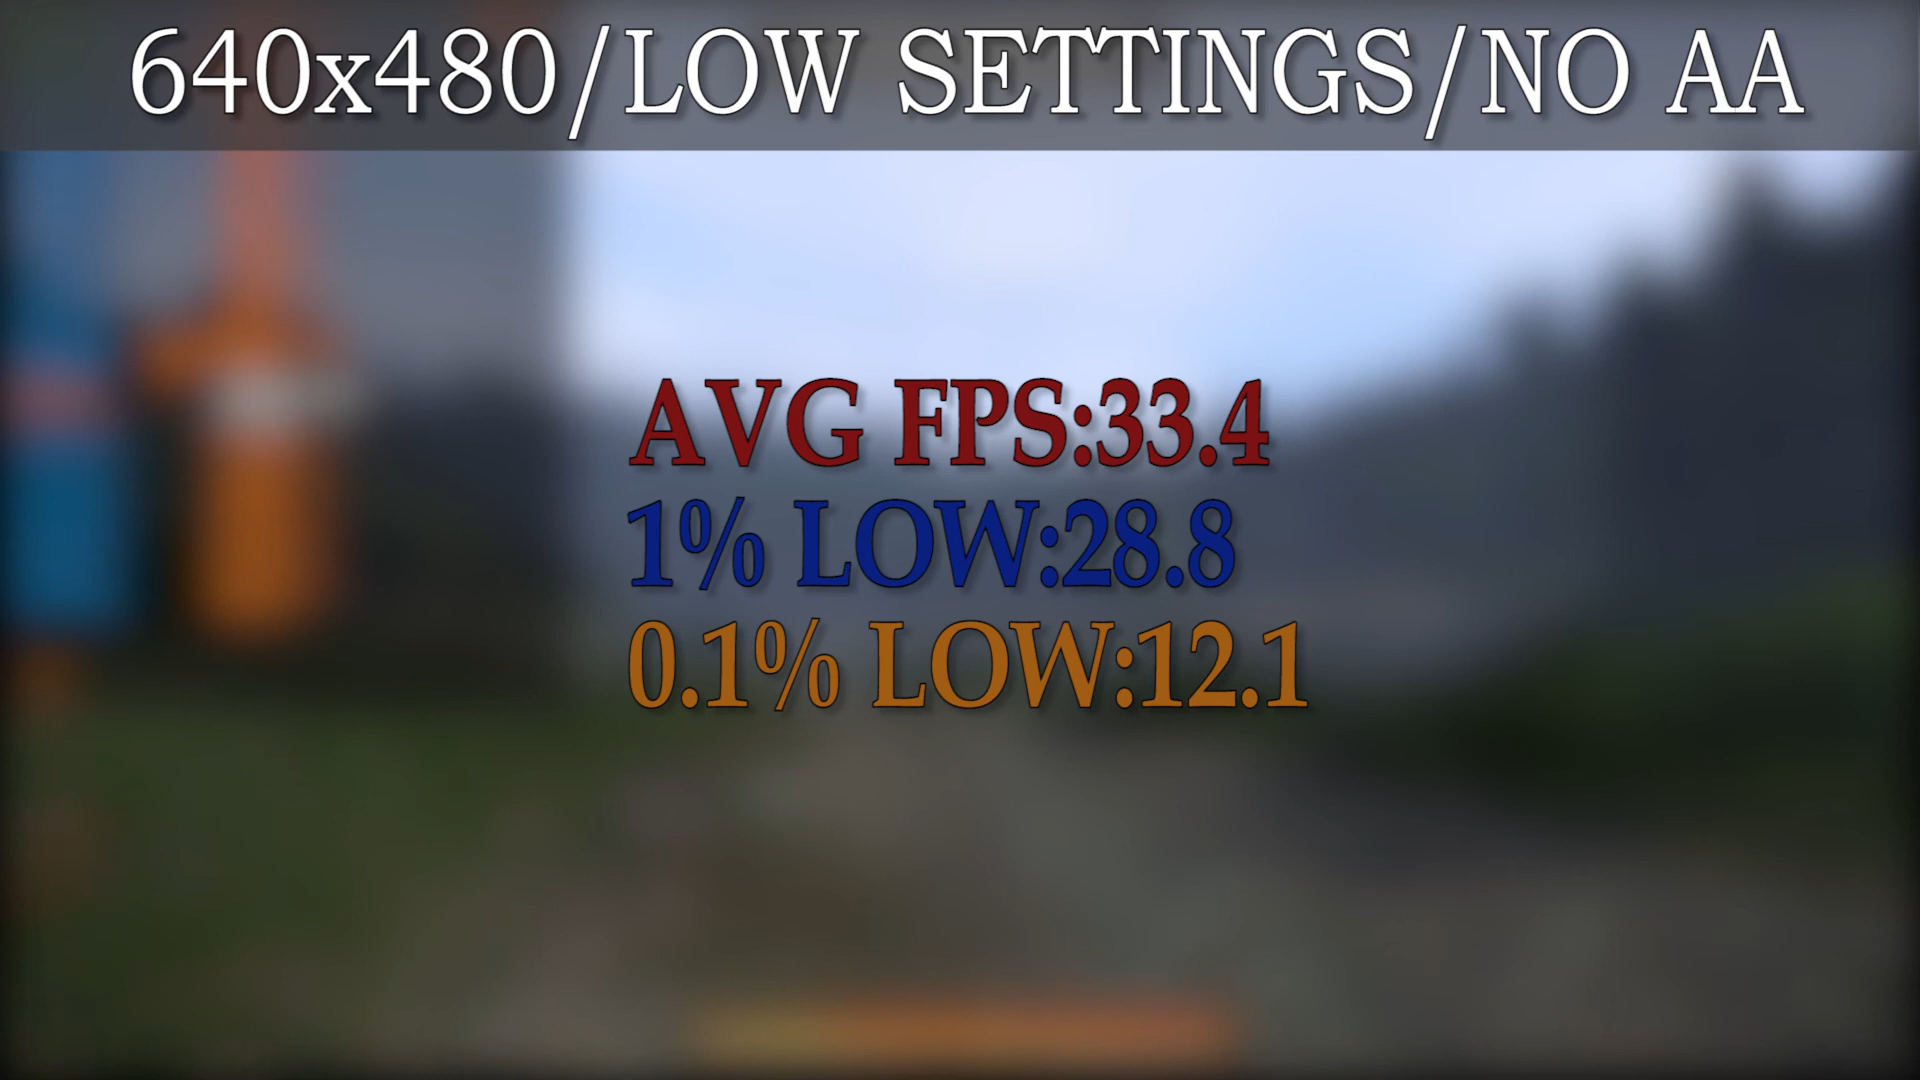 640x480/LOW SETTINGS/NO AA
AVG FPS:33.4
1% LOW:28.8
0.1% LOW:12.1